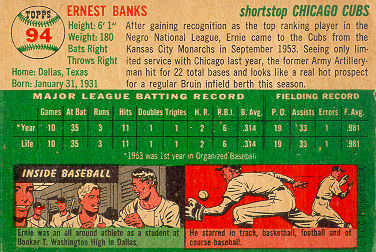 TOPPS
94
ERNEST BANKS
shortstop CHICAGO CUBS
Height: 6' 1"
Weight: 180
Bats Right
Throws Right
Home: Dallas, Texas
Born: January 31, 1931
After gaining recognition as the top ranking player in the
Negro National League, Ernie came to the Cubs from the
Kansas City Monarchs in September 1953. Seeing only lim-
ited service with Chicago last year, the former Army Artillery-
man hit for 22 total bases and looks like a real hot prospect
for a regular Bruin infield berth this season.
MAJOR LEAGUE BATTING RECORD
FIELDING RECORD
Games At Bat Runs Hits Doubles Triples H. R. R.B.I. B. Avg. P. O. Assists Errors F. Avg.
*Year 10 35 3 11 1 1 2 6 .314 19 33 1 .981
Life 10 35 3 11 1 1 2 6 .314 19 33 1 .981
*1953 was 1st year in Organized Baseball
INSIDE BASEBALL
Ernie was an all around athlete as a student at
Booker T. Washington High in Dallas.
He starred in track, basketball, football and of
course baseball.